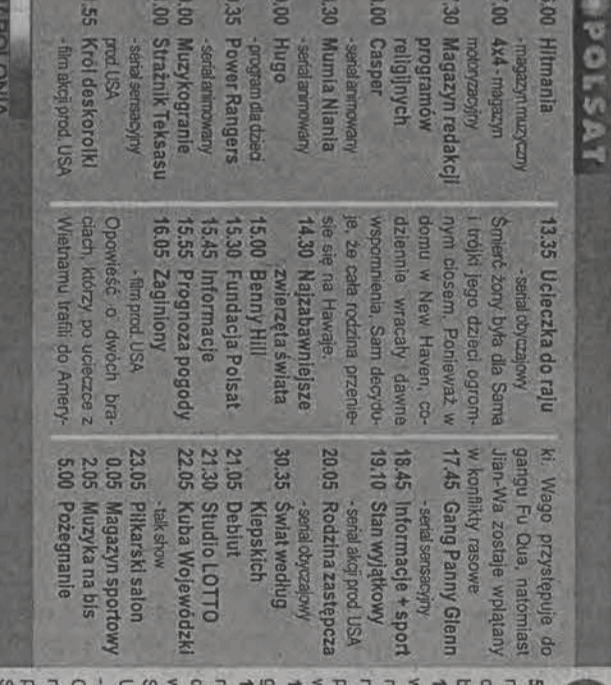 POLSAT
.00 Hitmania
- magazyn muzyczny
.00 4x4 - magazyn
motoryzacyjny
.30 Magazyn redakcji
programów
religijnych
.00 Casper
- serial animowany
.30 Mumia Niania
- serial animowany
.00 Hugo
- program dla dzieci
.35 Power Rangers
- serial animowany
.00 Muzykogranie
.00 Strażnik Teksasu
- serial sensacyjny
prod. USA
.55 Król deskorolki
- film akcji prod. USA
13.35 Ucieczka do raju
- serial obyczajowy
Śmierć żony była dla Sama
i trójki jego dzieci ogrom-
nym ciosem. Ponieważ w
domu w New Haven, co-
dziennie wracały dawne
wspomnienia, Sam decydu-
je, że cała rodzina przenie-
sie się na Hawaje.
14.30 Najzabawniejsze
zwierzęta świata
15.00 Benny Hill
15.30 Fundacja Polsat
15.45 Informacje
15.55 Prognoza pogody
16.05 Zaginiony
- film prod. USA
Opowieść o dwóch bra-
ciach, którzy po ucieczce z
Wietnamu trafili do Amery-
ki. Wago przystępuje do
gangu Fu Qua, natomiast
Jian-Wa zostaje wplątany
w konflikty rasowe
17.45 Gang Panny Glenn
- serial sensacyjny
18.45 Informacje + sport
19.10 Stan wyjątkowy
- serial akcji prod. USA
20.05 Rodzina zastępcza
- serial obyczajowy
30.35 Świat według
Kiepskich
21.05 Debiut
21.30 Studio LOTTO
22.05 Kuba Wojewódzki
- talk show
23.05 Piłkarski salon
0.05 Magazyn sportowy
2.05 Muzyka na bis
5.00 Pożegnanie